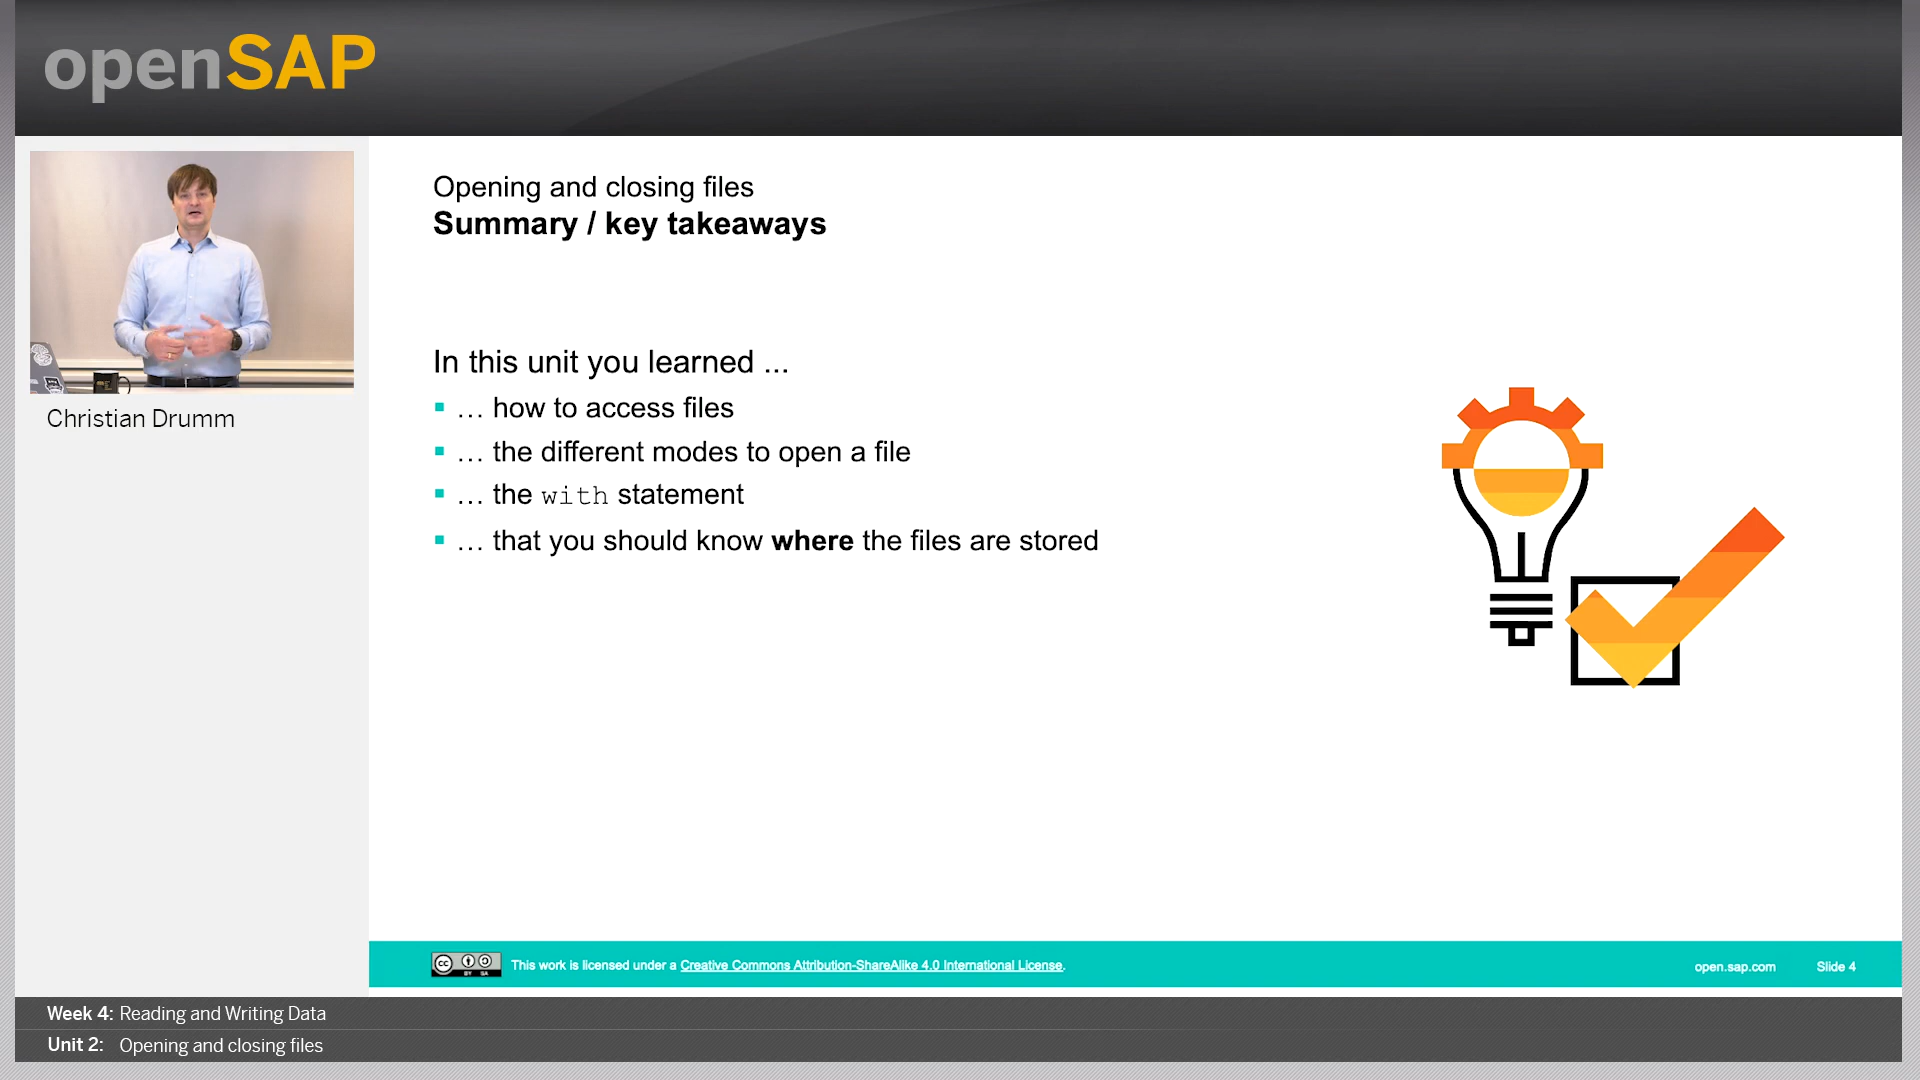 openSAP
Christian Drumm
Opening and closing files
Summary / key takeaways
In this unit you learned ...
▪ … how to access files
▪ … the different modes to open a file
▪ … the with statement
▪ … that you should know where the files are stored
cc BY SA
This work is licensed under a Creative Commons Attribution-ShareAlike 4.0 International License.
open.sap.com
Slide 4
Week 4: Reading and Writing Data
Unit 2: Opening and closing files